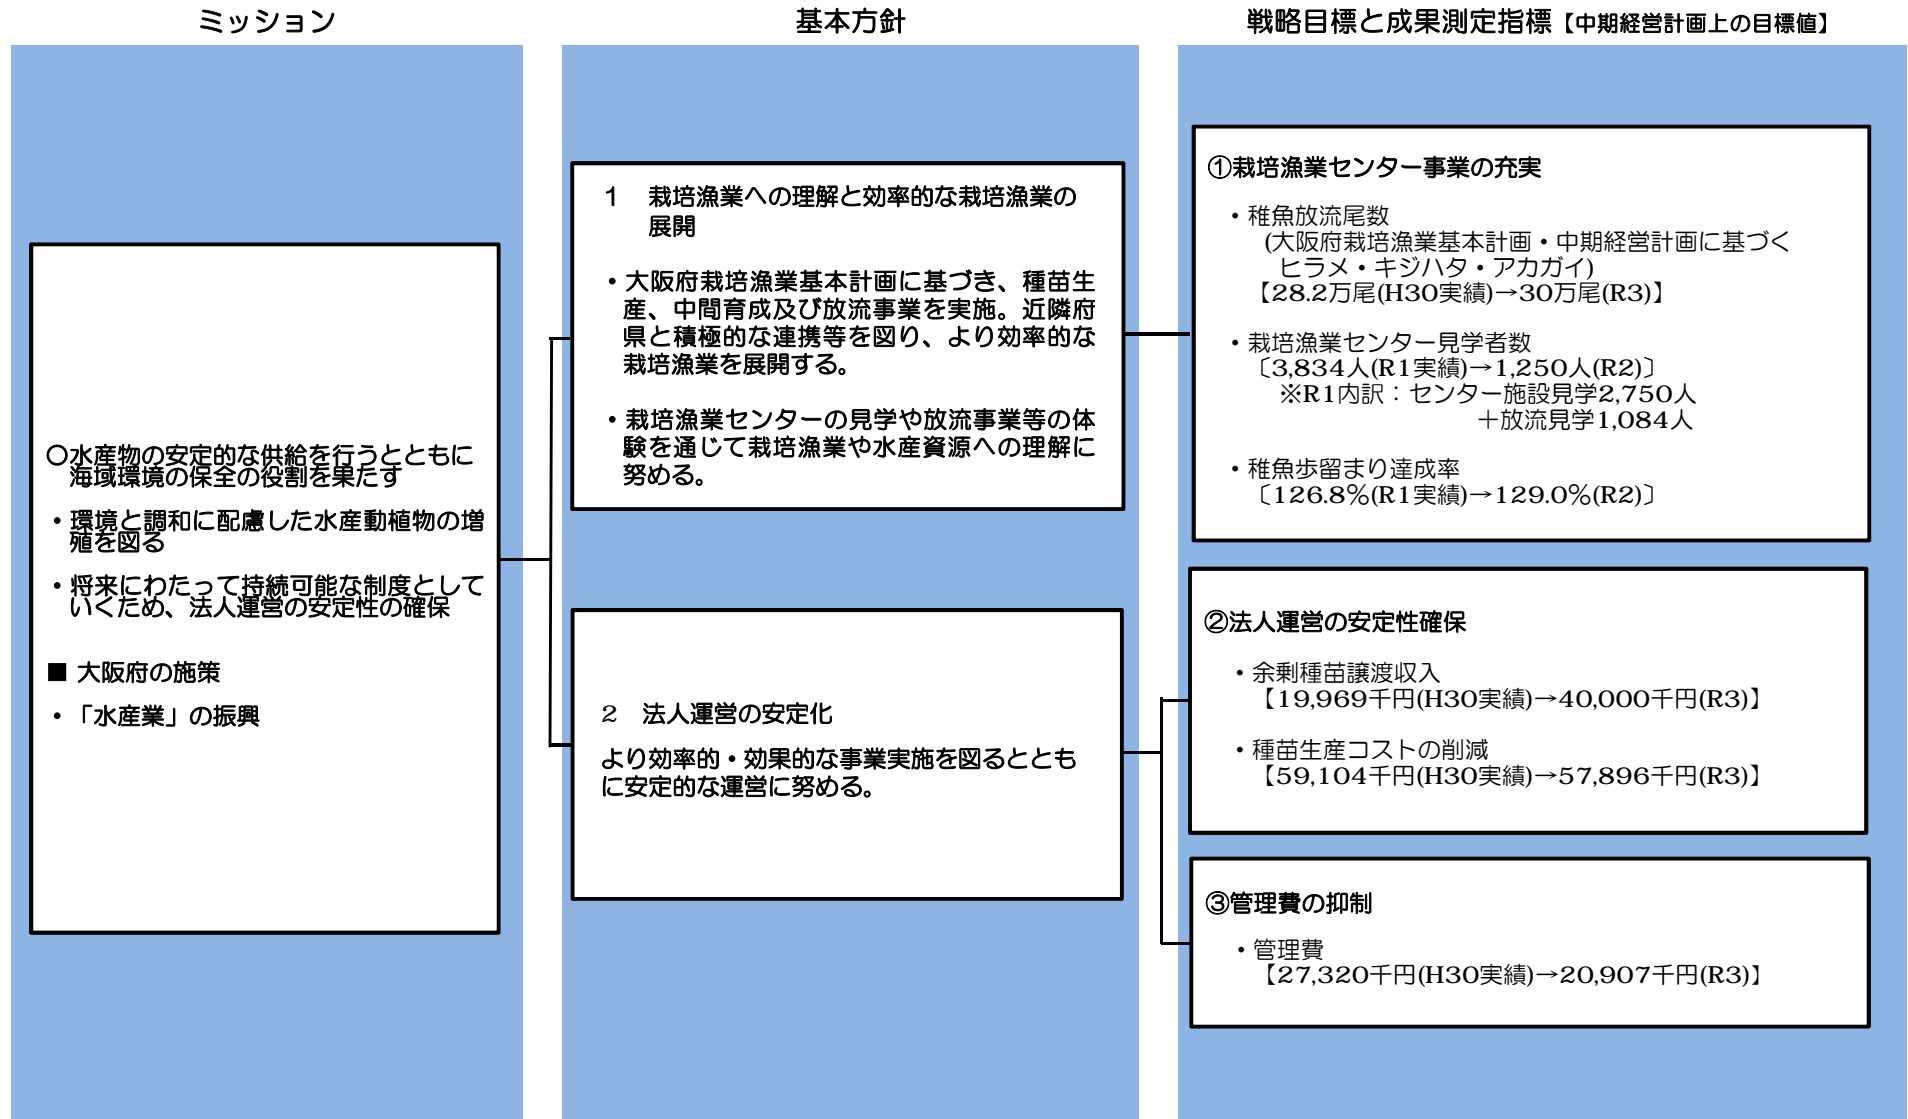 ミッション
〇水産物の安定的な供給を行うとともに
海域環境の保全の役割を果たす
・環境と調和に配慮した水産動植物の増
殖を図る
・将来にわたって持続可能な制度として
いくため、法人運営の安定性の確保
■ 大阪府の施策
・「水産業」の振興
基本方針
1 栽培漁業への理解と効率的な栽培漁業の
展開
・大阪府栽培漁業基本計画に基づき、種苗生
産、中間育成及び放流事業を実施。近隣府
県と積極的な連携等を図り、より効率的な
栽培漁業を展開する。
・栽培漁業センターの見学や放流事業等の体
験を通じて栽培漁業や水産資源への理解に
努める。
2 法人運営の安定化
より効率的・効果的な事業実施を図るととも
に安定的な運営に努める。
戦略目標と成果測定指標【中期経営計画上の目標値】
①栽培漁業センター事業の充実
・稚魚放流尾数
(大阪府栽培漁業基本計画・中期経営計画に基づく
ヒラメ・キジハタ・アカガイ)
【28.2万尾(H30実績)→30万尾(R3)】
・栽培漁業センター見学者数
〔3,834人(R1実績)→1,250人(R2)〕
※R1内訳：センター施設見学2,750人
＋放流見学1,084人
・稚魚歩留まり達成率
〔126.8％(R1実績)→129.0％(R2)〕
②法人運営の安定性確保
・余剰種苗譲渡収入
【19,969千円(H30実績)→40,000千円(R3)】
・種苗生産コストの削減
【59,104千円(H30実績)→57,896千円(R3)】
③管理費の抑制
・管理費
【27,320千円(H30実績)→20,907千円(R3)】